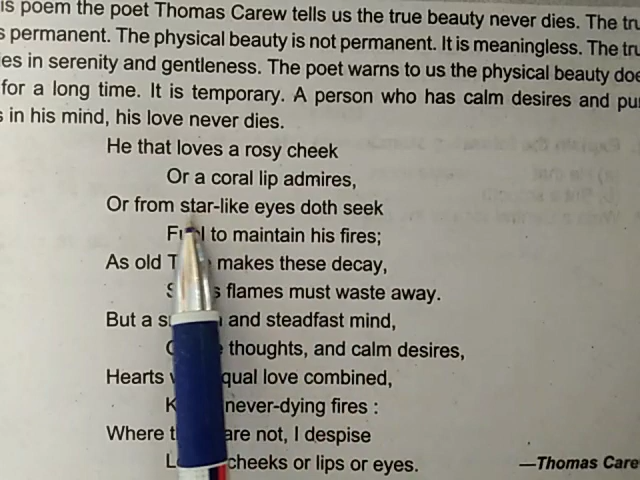 is poem the poet Thomas Carew tells us the true beauty never dies. The tru
s permanent. The physical beauty is not permanent. It is meaningless. The tru
es in serenity and gentleness. The poet warns to us the physical beauty doe
for a long time. It is temporary. A person who has calm desires and pu
s in his mind, his love never dies.
He that loves a rosy cheek
Or a coral lip admires,
Or from star-like eyes doth seek
Fuel to maintain his fires;
As old makes these decay,
flames must waste away.
But a and steadfast mind,
thoughts, and calm desires,
Hearts equal love combined,
never-dying fires :
Where are not, I despise
cheeks or lips or eyes.
—Thomas Care